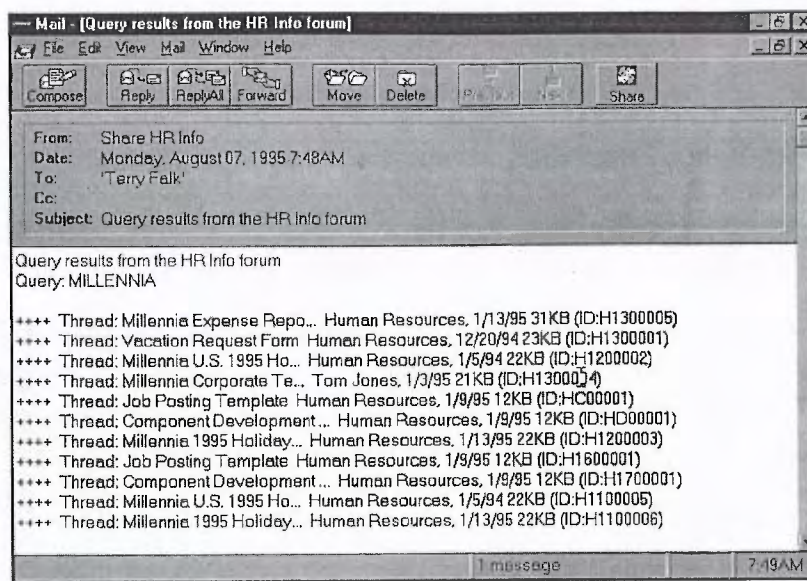 Mail - [Query results from the HR Info forum]
File Edit View Mail Window Help
Compose Reply ReplyAll Forward Move Delete Share
From: Share HR Info
Date: Monday, August 07, 1995 7:48AM
To: 'Terry Falk'
Cc:
Subject: Query results from the HR Info forum
Query results from the HR Info forum
Query: MILLENNIA
++++ Thread: Millennia Expense Repo... Human Resources, 1/13/95 31KB (ID:H1300005)
++++ Thread: Vacation Request Form Human Resources, 12/20/94 23KB (ID:H1300001)
++++ Thread: Millennia U.S. 1995 Ho... Human Resources, 1/5/94 22KB (ID:H1200002)
++++ Thread: Millennia Corporate Te... Tom Jones, 1/3/95 21KB (ID:H1300004)
++++ Thread: Job Posting Template Human Resources, 1/9/95 12KB (ID:HC00001)
++++ Thread: Component Development... Human Resources, 1/9/95 12KB (ID:HD00001)
++++ Thread: Millennia 1995 Holiday... Human Resources, 1/13/95 22KB (ID:H1200003)
++++ Thread: Job Posting Template Human Resources, 1/9/95 12KB (ID:H1600001)
++++ Thread: Component Development... Human Resources, 1/9/95 12KB (ID:H1700001)
++++ Thread: Millennia U.S. 1995 Ho... Human Resources, 1/5/94 22KB (ID:H1100005)
++++ Thread: Millennia 1995 Holiday... Human Resources, 1/13/95 22KB (ID:H1100006)
1 message 7:49AM